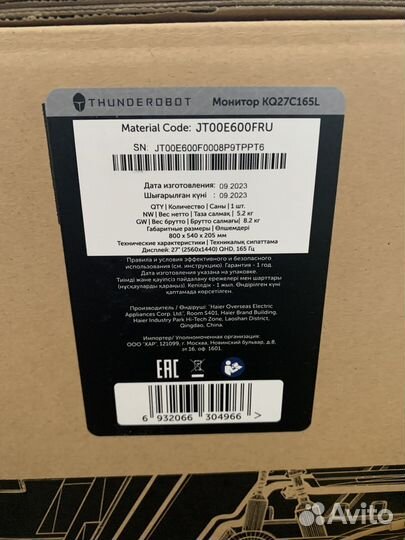 THUNDEROBOT Монитор KQ27C165L
Material Code: JT00E600FRU
SN: JT00E600F0008P9TPPT6
Дата изготовления 09.2023
Шығарылған күні : 09.2023
QTY | Количество | Саны | 1 шт.
NW | Вес нетто | Таза салмақ | 5.2 кг
GW | Вес брутто | Брутто салмағы | 8.2 кг
Габаритные размеры | Өлшемдері
800 x 540 x 205 мм
Технические характеристики | Техникалық сипаттама
Дисплей: 27" (2560x1440) QHD, 165 Гц
Правила и условия эффективного и безопасного
использования (см. инструкцию). Гарантия - 1 год.
Дата изготовления указана на упаковке.
Тиімді және қауіпсіз пайдалану ережелері мен шарттары
(нұсқауларды қараңыз). Кепілдік - 1 жыл. Өндірілген күні
қаптамада көрсетілген.
Производитель / Өндіруші: "Haier Overseas Electric
Appliances Corp. Ltd.", Room S401, Haier Brand Building,
Haier Industry Park Hi-Tech Zone, Laoshan District,
Qingdao, China.
Импортер/ Уполномоченная организация:
ООО "ХАР", 121099, г. Москва, Новинский бульвар, д.8,
эт.16, оф. 1601.
EAC
6 932066 304966 >
Avito